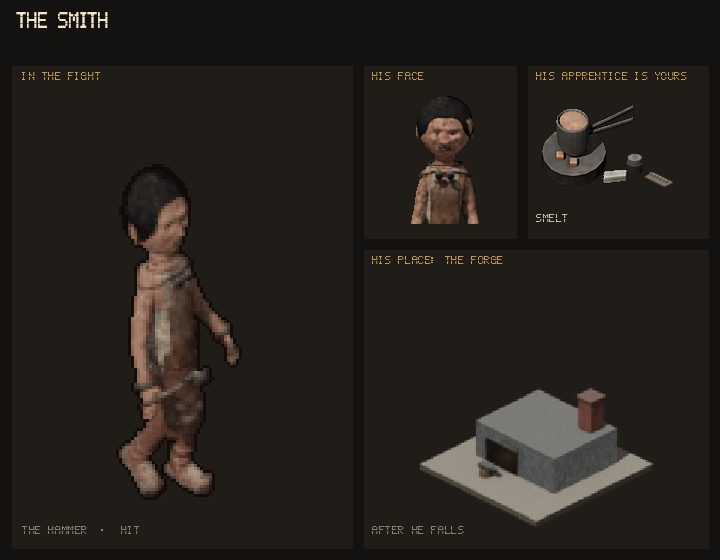 THE SMITH
IN THE FIGHT
HIS FACE
HIS APPRENTICE IS YOURS
SMELT
HIS PLACE: THE FORGE
THE HAMMER · HIT
AFTER HE FALLS